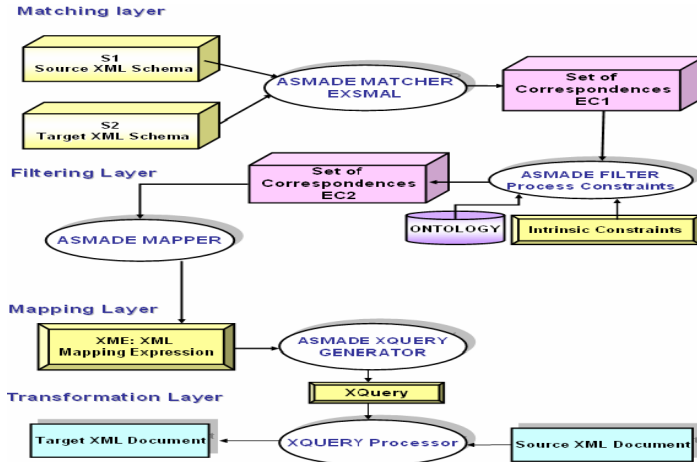 Matching layer
S1
Source XML Schema
ASMADE MATCHER
EXSMAL
Set of
Correspondences
EC1
S2
Target XML Schema
Filtering Layer
Set of
Correspondences
EC2
ASMADE FILTER
Process Constraints
ASMADE MAPPER
ONTOLOGY
Intrinsic Constraints
Mapping Layer
XME: XML
Mapping Expression
ASMADE XQUERY
GENERATOR
XQuery
Transformation Layer
Target XML Document
XQUERY Processor
Source XML Document